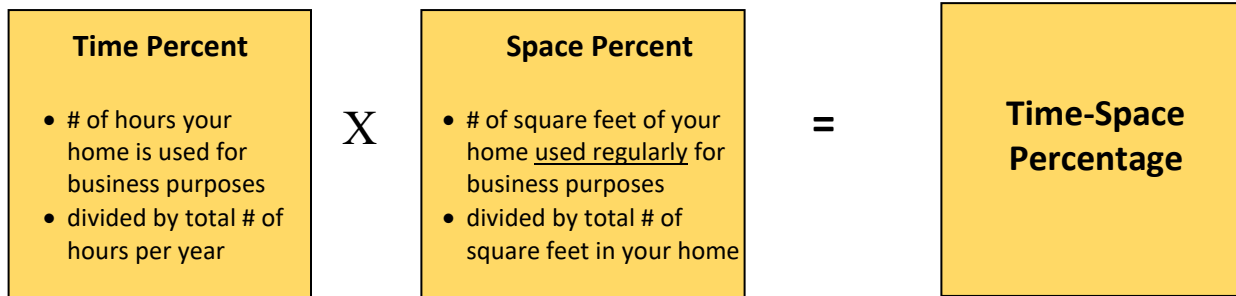 Time Percent
• # of hours your
home is used for
business purposes
• divided by total # of
hours per year
X
Space Percent
• # of square feet of your
home used regularly for
business purposes
• divided by total # of
square feet in your home
=
Time-Space
Percentage